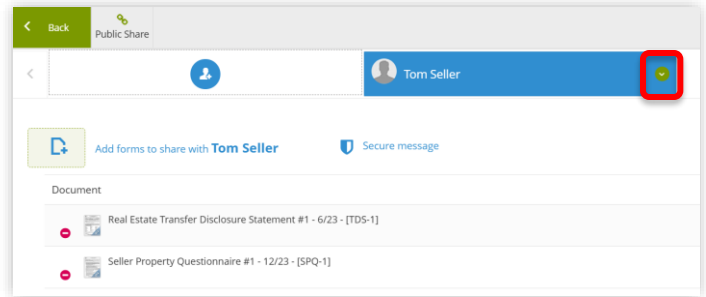 Back
Public Share
Tom Seller
Add forms to share with Tom Seller
Secure message
Document
Real Estate Transfer Disclosure Statement #1 - 6/23 - [TDS-1]
Seller Property Questionnaire #1 - 12/23 - [SPQ-1]